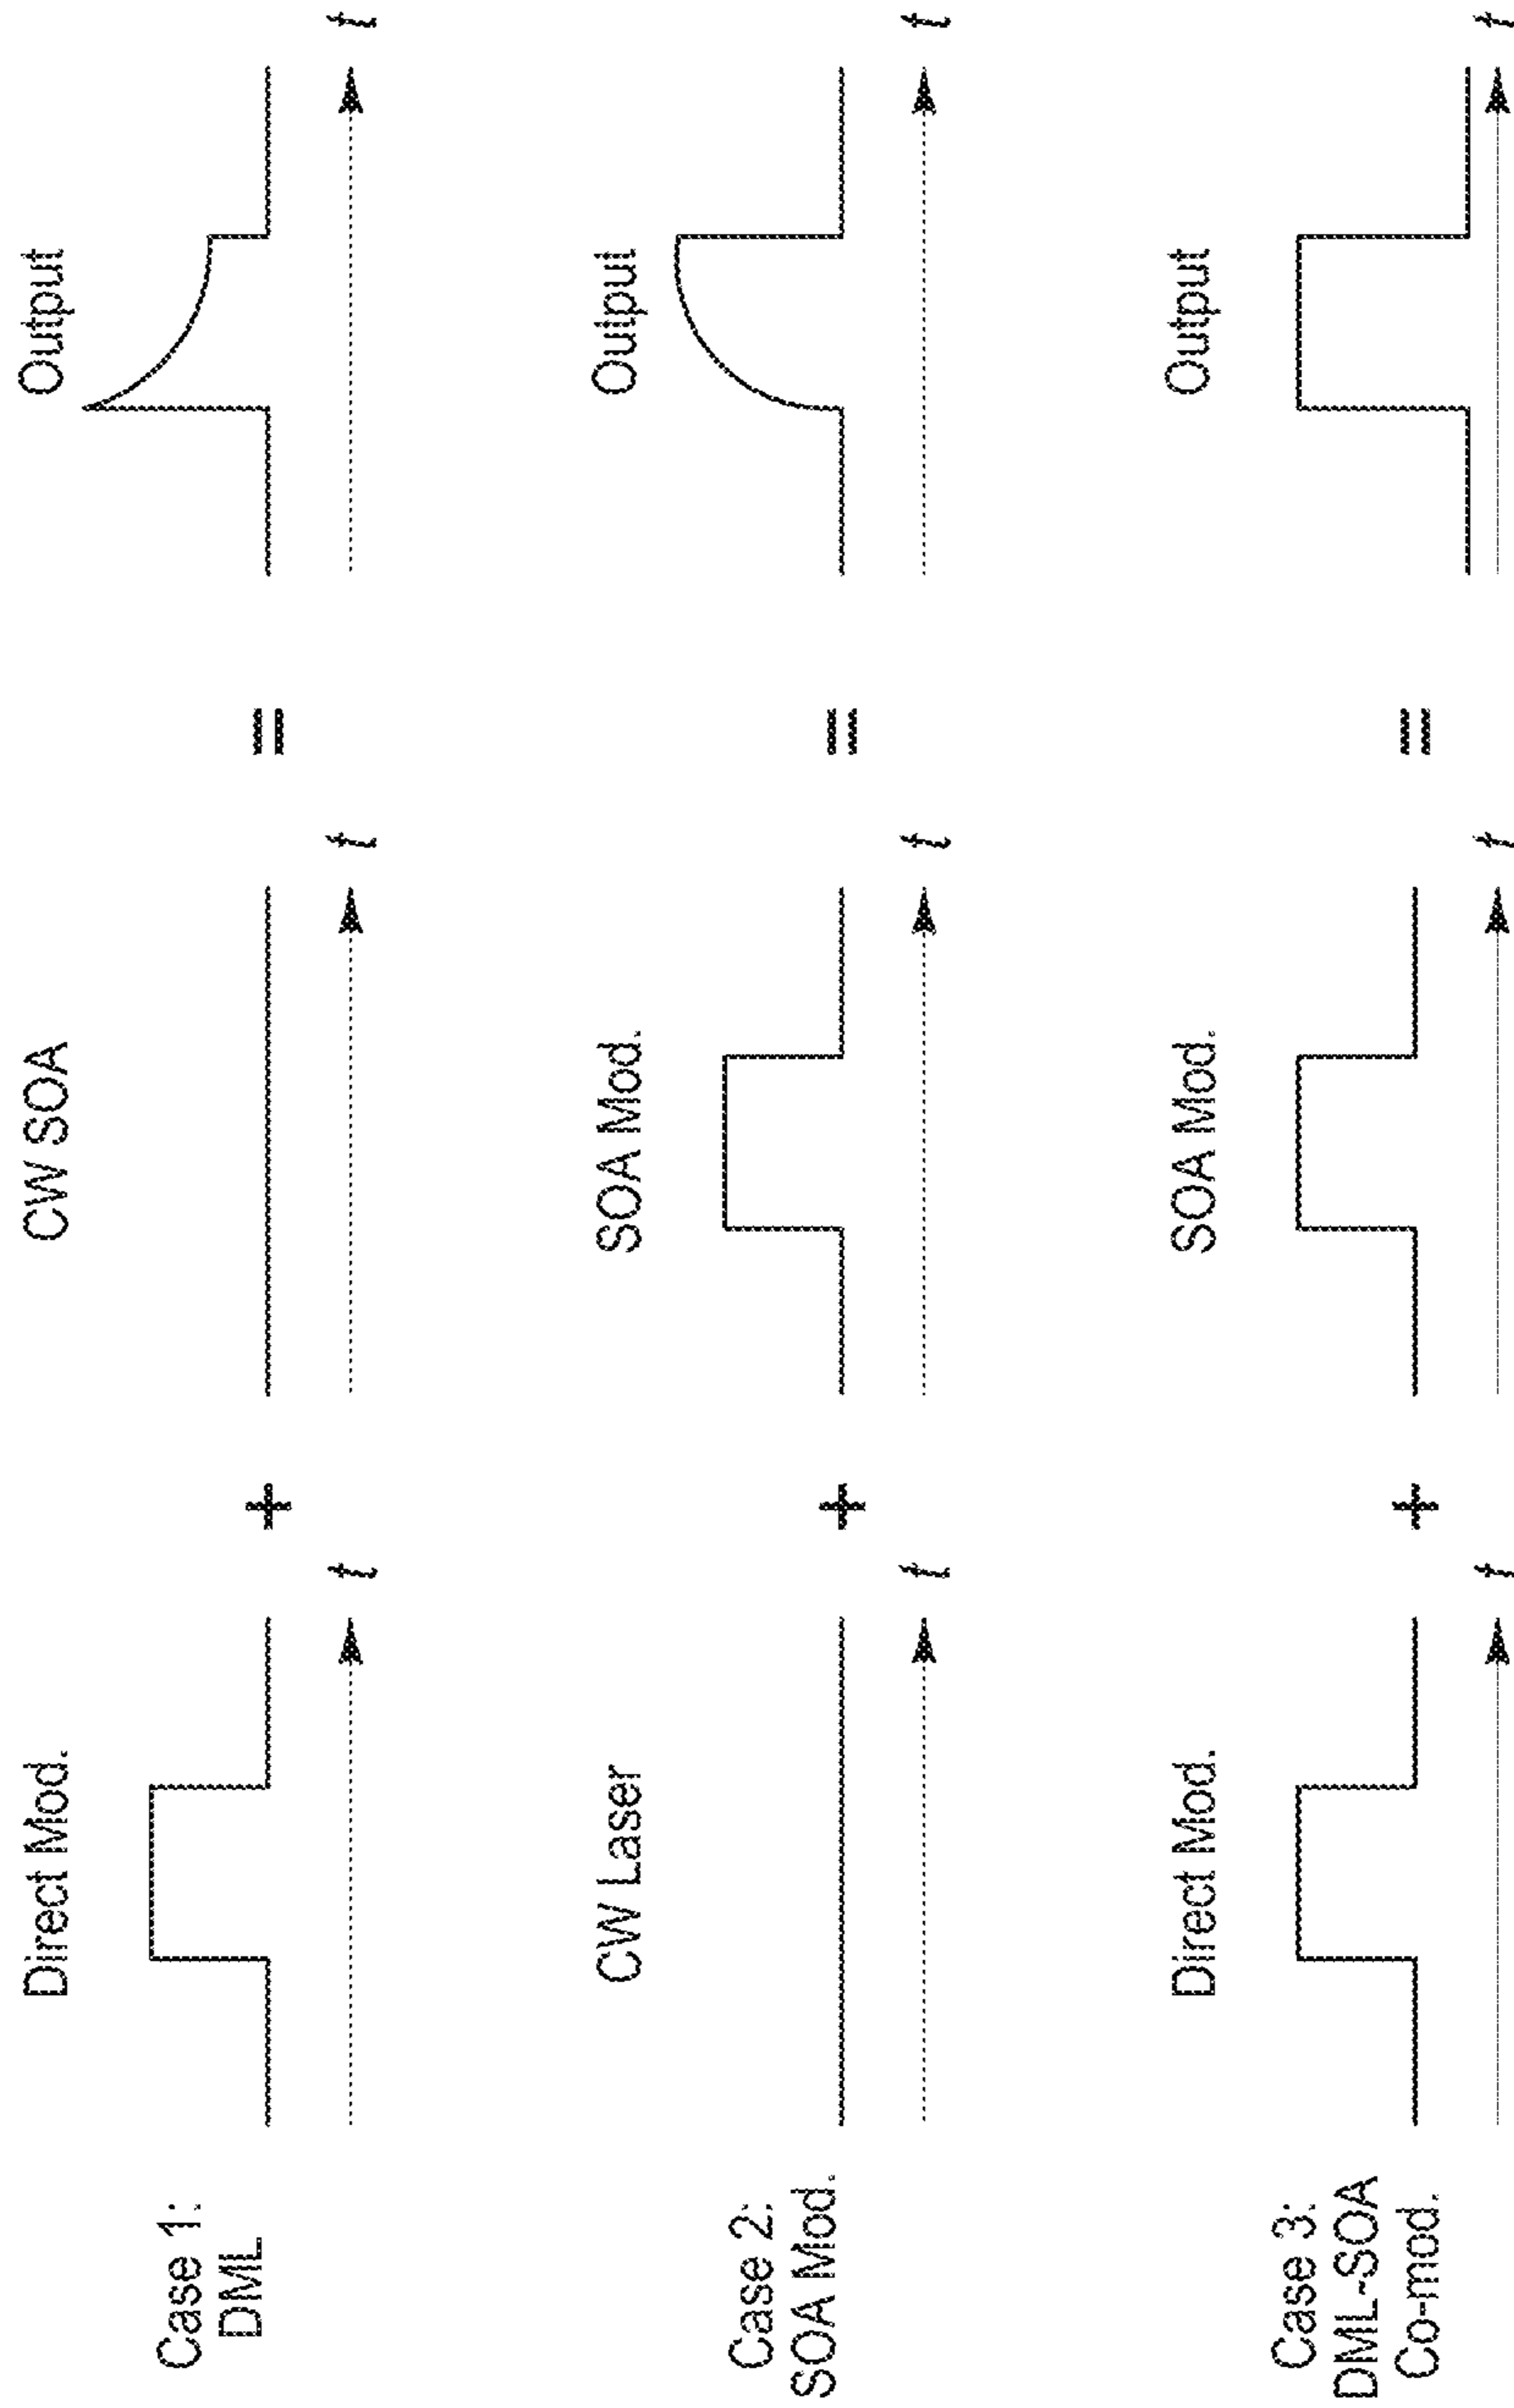 Case 1:
DML
Direct Mod.
t
+
CW SOA
t
=
Output
t
Case 2:
SOA Mod.
CW Laser
t
+
SOA Mod.
t
=
Output
t
Case 3:
DML-SOA
Co-mod.
Direct Mod.
t
+
SOA Mod.
t
=
Output
t